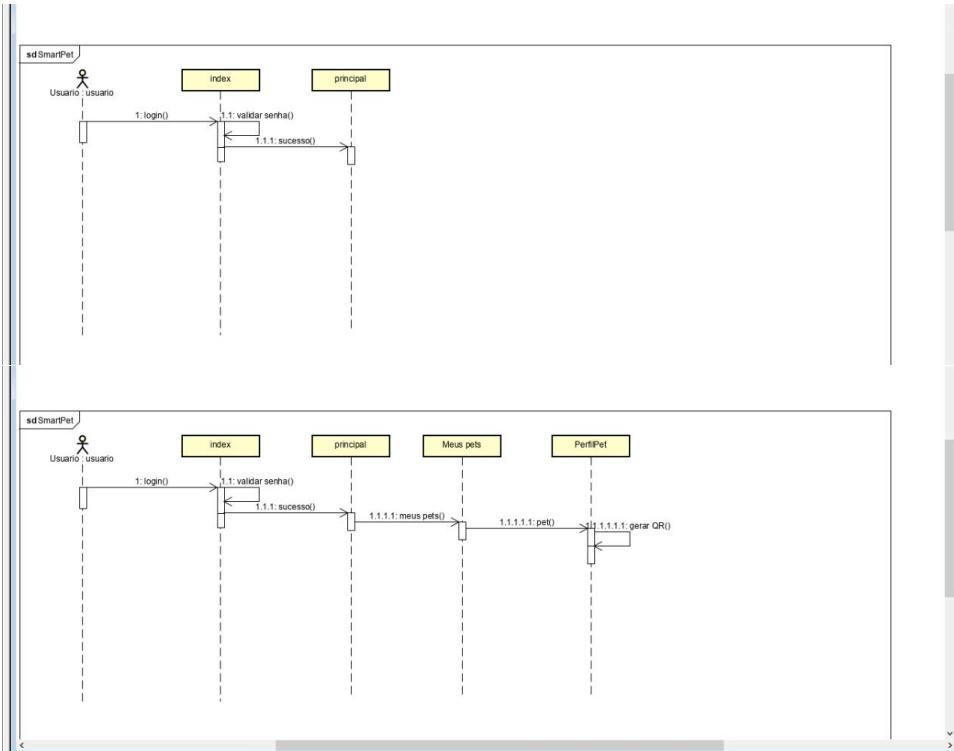 sd SmartPet
index
principal
Usuario : usuario
1: login()
1.1: validar senha()
1.1.1: sucesso()
sd SmartPet
index
principal
Meus pets
PerfilPet
Usuario : usuario
1: login()
1.1: validar senha()
1.1.1: sucesso()
1.1.1.1: meus pets()
1.1.1.1.1: pet()
1.1.1.1.1.1: gerar QR()